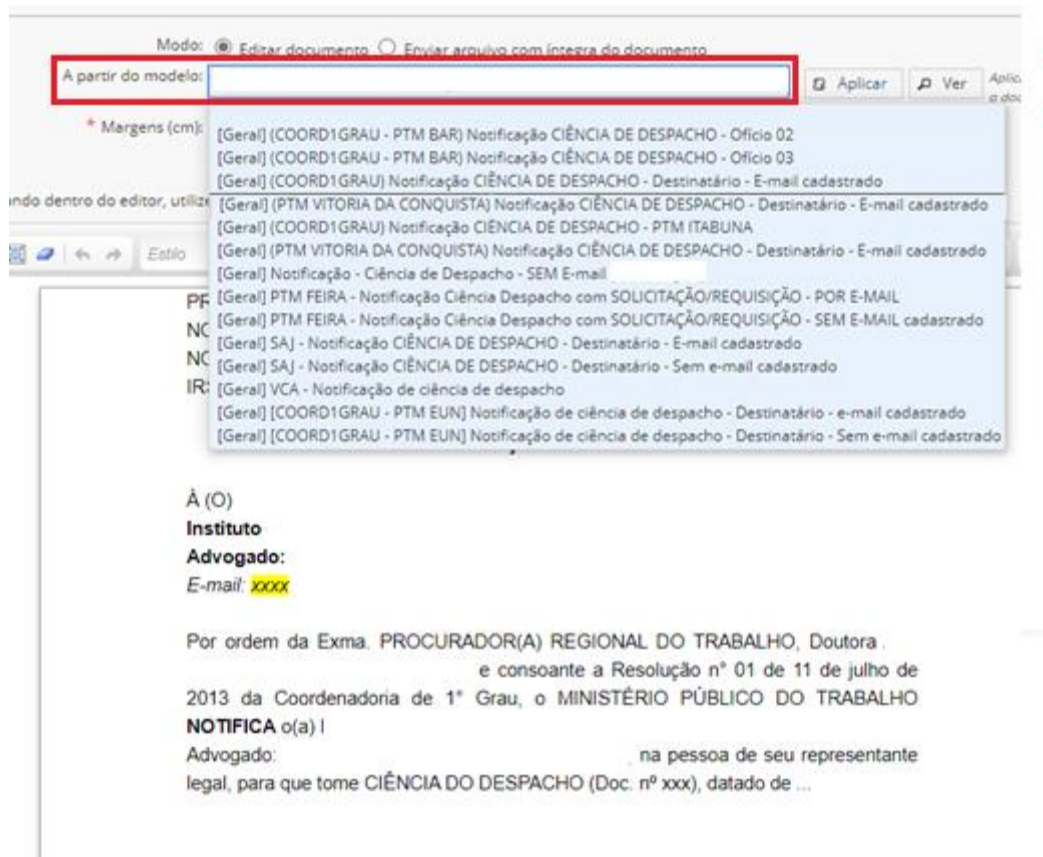 Modo: Editar documento Enviar arquivo com íntegra do documento
A partir do modelo: Aplicar Ver Aplic
a doc
* Margens (cm):
[Geral] (COORD1GRAU - PTM BAR) Notificação CIÊNCIA DE DESPACHO - Ofício 02
[Geral] (COORD1GRAU - PTM BAR) Notificação CIÊNCIA DE DESPACHO - Ofício 03
[Geral] (COORD1GRAU) Notificação CIÊNCIA DE DESPACHO - Destinatário - E-mail cadastrado
ndo dentro do editor, utilize
[Geral] (PTM VITORIA DA CONQUISTA) Notificação CIÊNCIA DE DESPACHO - Destinatário - E-mail cadastrado
[Geral] (COORD1GRAU) Notificação CIÊNCIA DE DESPACHO - PTM ITABUNA
[Geral] (PTM VITORIA DA CONQUISTA) Notificação CIÊNCIA DE DESPACHO - Destinatário - E-mail cadastrado
Estilo
[Geral] Notificação - Ciência de Despacho - SEM E-mail
[Geral] PTM FEIRA - Notificação Ciência Despacho com SOLICITAÇÃO/REQUISIÇÃO - POR E-MAIL
[Geral] PTM FEIRA - Notificação Ciência Despacho com SOLICITAÇÃO/REQUISIÇÃO - SEM E-MAIL cadastrado
[Geral] SAJ - Notificação CIÊNCIA DE DESPACHO - Destinatário - E-mail cadastrado
[Geral] SAJ - Notificação CIÊNCIA DE DESPACHO - Destinatário - Sem e-mail cadastrado
[Geral] VCA - Notificação de ciência de despacho
[Geral] [COORD1GRAU - PTM EUN] Notificação de ciência de despacho - Destinatário - e-mail cadastrado
[Geral] [COORD1GRAU - PTM EUN] Notificação de ciência de despacho - Destinatário - Sem e-mail cadastrado
À (O)
Instituto
Advogado:
E-mail: xxxx
Por ordem da Exma. PROCURADOR(A) REGIONAL DO TRABALHO, Doutora .
e consoante a Resolução n° 01 de 11 de julho de
2013 da Coordenadoria de 1° Grau, o MINISTÉRIO PÚBLICO DO TRABALHO
NOTIFICA o(a) I
Advogado: , na pessoa de seu representante
legal, para que tome CIÊNCIA DO DESPACHO (Doc. nº xxx), datado de ...